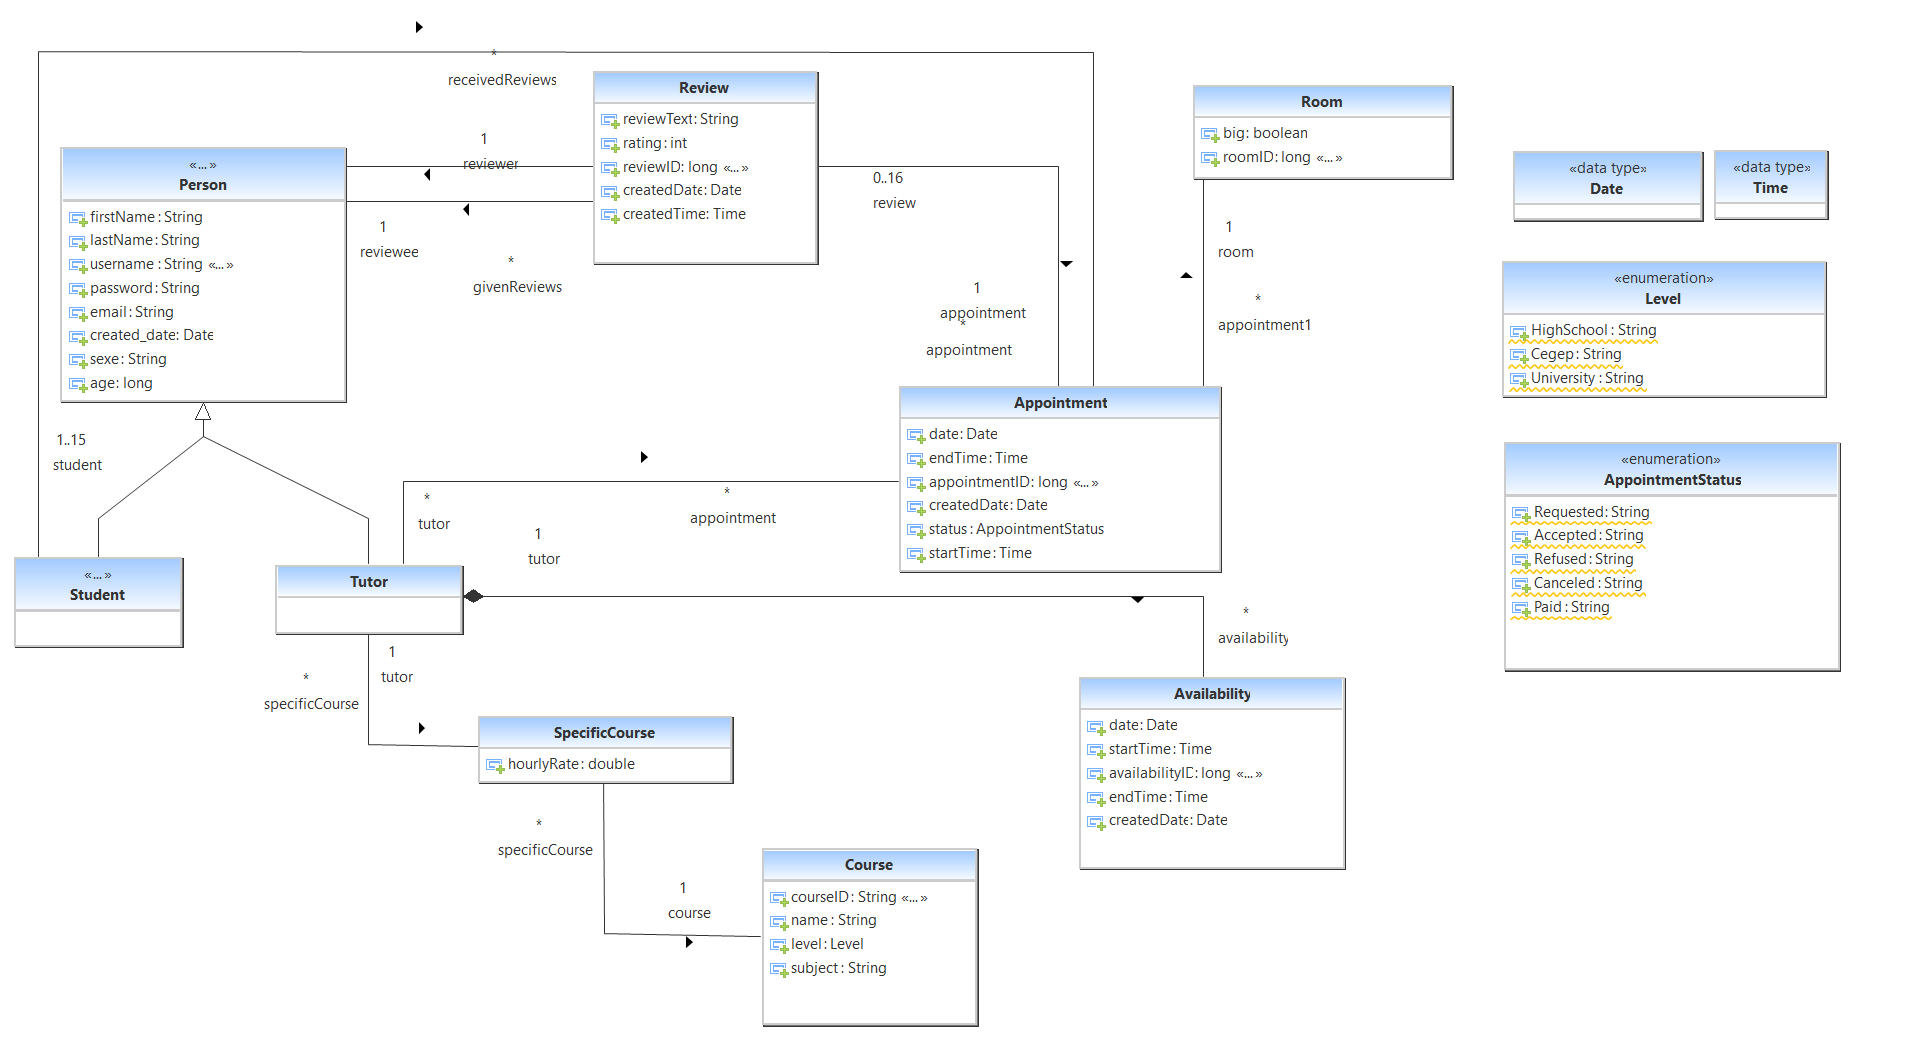 *
receivedReviews
1
reviewer
1
reviewee
*
givenReviews
«...»
Person
firstName: String
lastName: String
username: String «...»
password: String
email: String
created_date: Date
sexe: String
age: long
Review
reviewText: String
rating: int
reviewID: long «...»
createdDate: Date
createdTime: Time
0..16
review
1
appointment
*
appointment
Room
big: boolean
roomID: long «...»
1
room
*
appointment1
«data type»
Date
«data type»
Time
«enumeration»
Level
HighSchool: String
Cegep: String
University: String
«enumeration»
AppointmentStatus
Requested: String
Accepted: String
Refused: String
Canceled: String
Paid: String
Appointment
date: Date
endTime: Time
appointmentID: long «...»
createdDate: Date
status: AppointmentStatus
startTime: Time
1..15
student
*
tutor
*
appointment
1
tutor
«...»
Student
Tutor
*
availability
1
tutor
*
specificCourse
SpecificCourse
hourlyRate: double
Availability
date: Date
startTime: Time
availabilityID: long «...»
endTime: Time
createdDate: Date
*
specificCourse
1
course
Course
courseID: String «...»
name: String
level: Level
subject: String